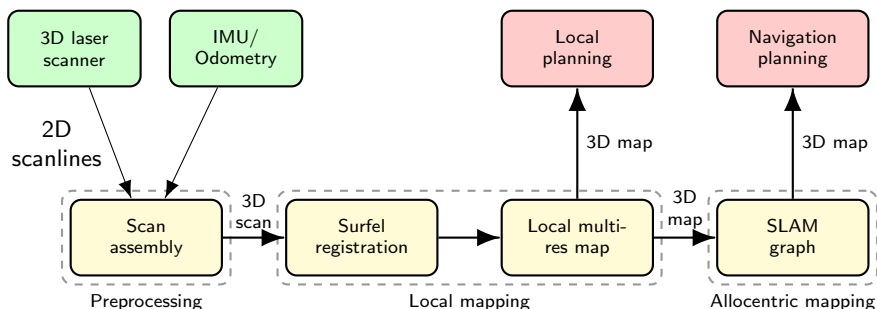 3D laser
scanner
IMU/
Odometry
Local
planning
Navigation
planning
2D
scanlines
3D map
3D map
3D
scan
3D
map
Scan
assembly
Surfel
registration
Local multi-
res map
SLAM
graph
Preprocessing
Local mapping
Allocentric mapping